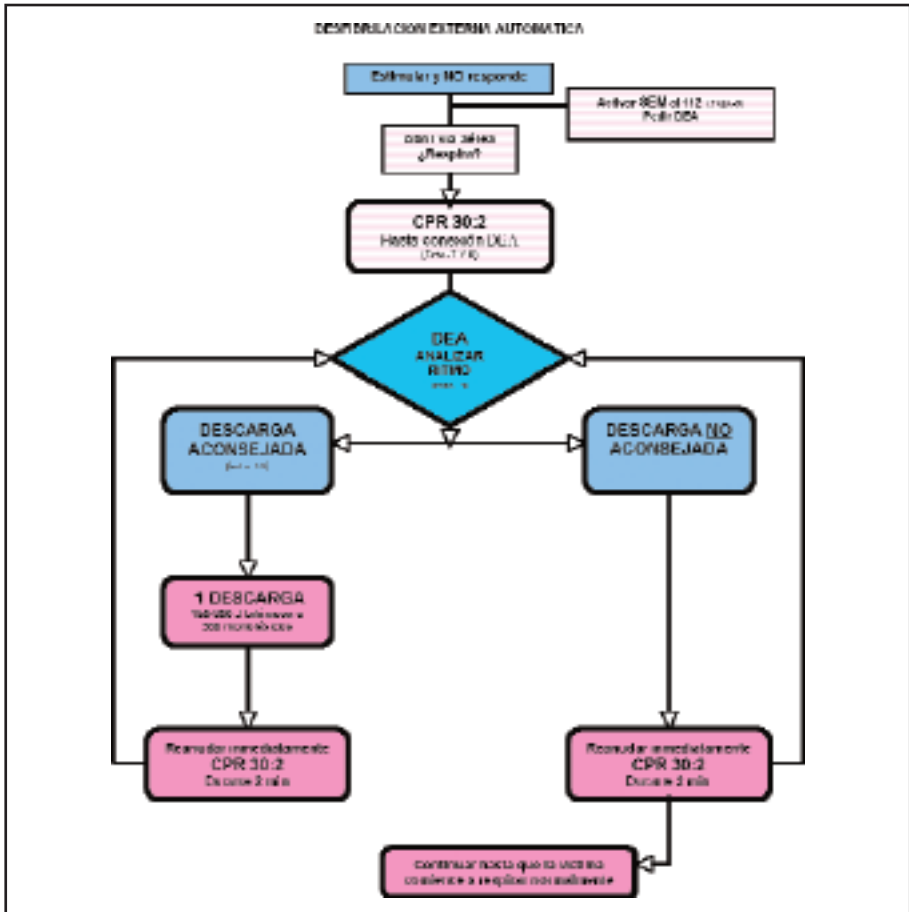 DESFIBRILACION EXTERNA AUTOMATICA
Estimular y NO responde
Activar SEM al 112
Pedir DEA
¿Respira?
CPR 30:2
Hasta conexión DEA
DEA
ANALIZAR
RITMO
DESCARGA
ACONSEJADA
DESCARGA NO
ACONSEJADA
1 DESCARGA
Reanudar inmediatamente
CPR 30:2
Durante 2 min
Reanudar inmediatamente
CPR 30:2
Durante 2 min
Continuar hasta que la víctima
comience a respirar normalmente